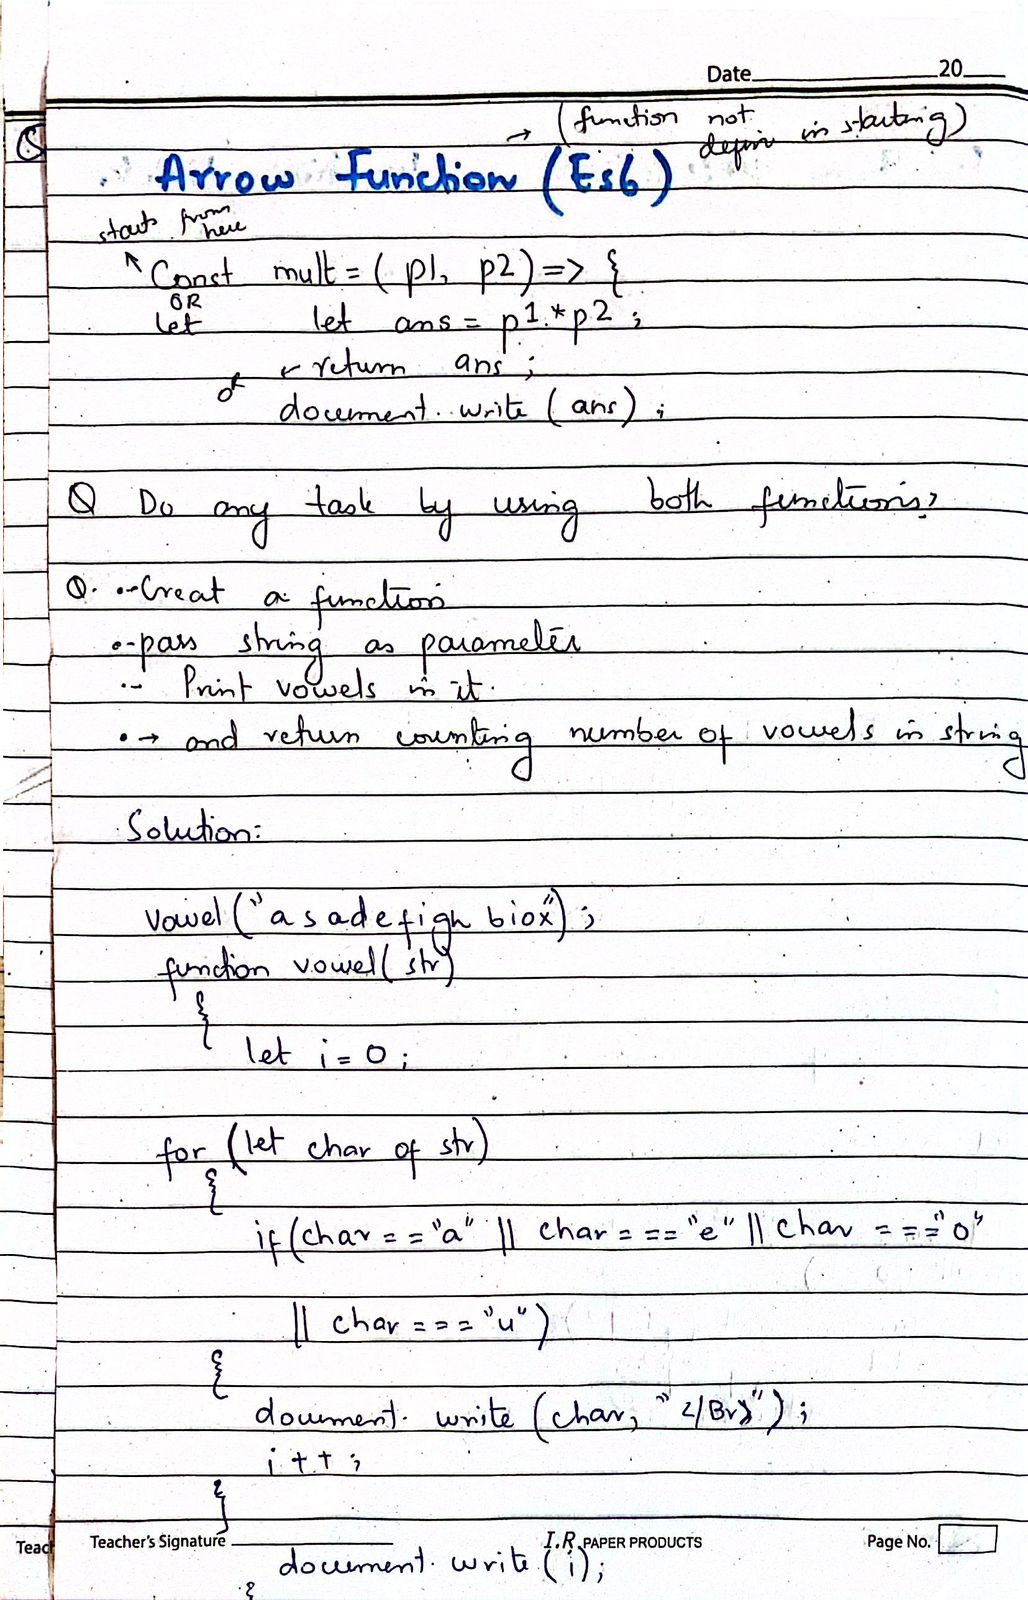 Date 20
→ (function not define in starting)
Arrow Function (Es6)
starts from here
Const mult = ( p1, p2 ) => {
OR
let
let ans = p1 * p2 ;
return ans ;
or
document. write ( ans ) ;
Q Do any task by using both functions?
Q. Creat a function
pass string as parameter
Print vowels in it.
→ and return counting number of vowels in string
Solution:
vowel ("a s a d e f i g h b i o x") ;
function vowel ( str )
{
let i = 0 ;
for (let char of str)
{
if (char == "a" || char === "e" || char === "o"
|| char === "u")
{
document. write (char, "</Br>") ;
i + + ;
}
Teac
Teacher's Signature
I.R. PAPER PRODUCTS
Page No.
document. write ( i );